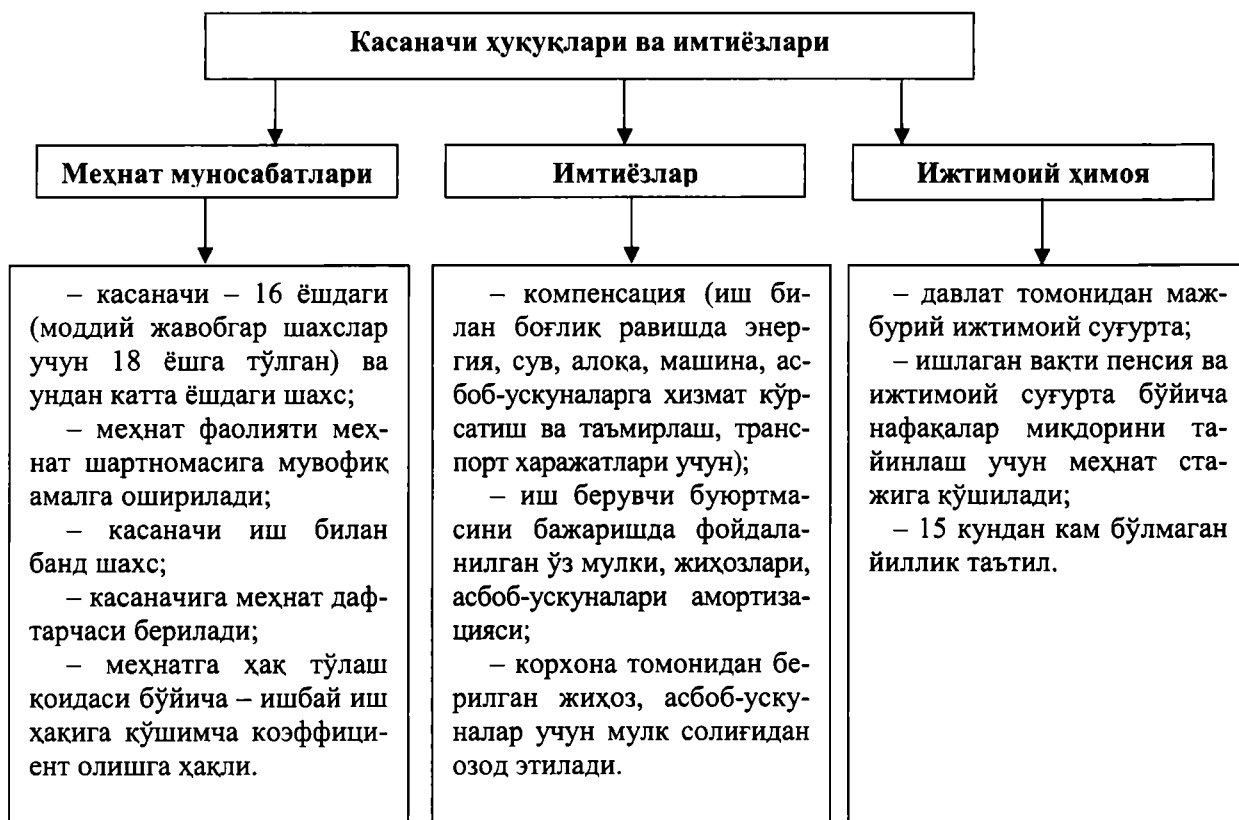 Касаначи ҳуқуқлари ва имтиёзлари
Меҳнат муносабатлари
Имтиёзлар
Ижтимоий ҳимоя
– касаначи – 16 ёшдаги
(моддий жавобгар шахслар
учун 18 ёшга тўлган) ва
ундан катта ёшдаги шахс;
– меҳнат фаолияти меҳ-
нат шартномасига мувофиқ
амалга оширилади;
– касаначи иш билан
банд шахс;
– касаначига меҳнат даф-
тарчаси берилади;
– меҳнатга ҳақ тўлаш
қоидаси бўйича – ишбай иш
ҳақига қўшимча коэффици-
ент олишга ҳақли.
– компенсация (иш би-
лан боғлиқ равишда энер-
гия, сув, алоқа, машина, ас-
боб-ускуналарга хизмат кўр-
сатиш ва таъмирлаш, транс-
порт харажатлари учун);
– иш берувчи буюртма-
сини бажаришда фойдала-
нилган ўз мулки, жиҳозлари,
асбоб-ускуналари амортиза-
цияси;
– корхона томонидан бе-
рилган жиҳоз, асбоб-уску-
налар учун мулк солиғидан
озод этилади.
– давлат томонидан маж-
бурий ижтимоий суғурта;
– ишлаган вақти пенсия ва
ижтимоий суғурта бўйича
нафақалар миқдорини та-
йинлаш учун меҳнат ста-
жига қўшилади;
– 15 кундан кам бўлмаган
йиллик таътил.